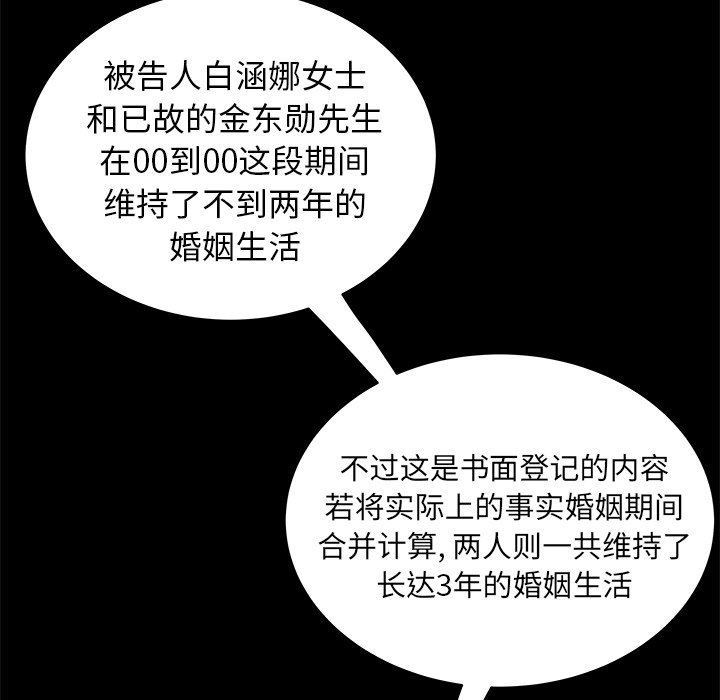 被告人白涵娜女士
和已故的金东勋先生
在00到00这段期间
维持了不到两年的
婚姻生活
不过这是书面登记的内容
若将实际上的事实婚姻期间
合并计算,两人则一共维持了
长达3年的婚姻生活